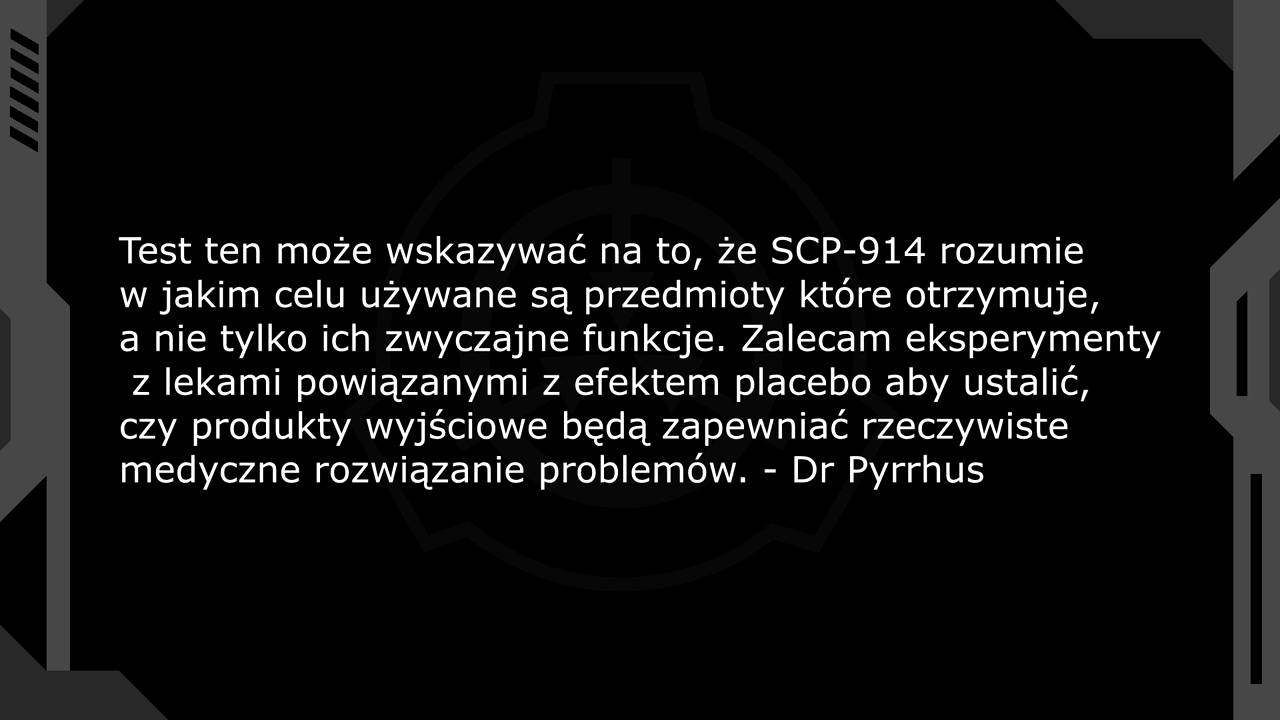 Test ten może wskazywać na to, że SCP-914 rozumie
w jakim celu używane są przedmioty które otrzymuje,
a nie tylko ich zwyczajne funkcje. Zalecam eksperymenty
z lekami powiązanymi z efektem placebo aby ustalić,
czy produkty wyjściowe będą zapewniać rzeczywiste
medyczne rozwiązanie problemów. - Dr Pyrrhus